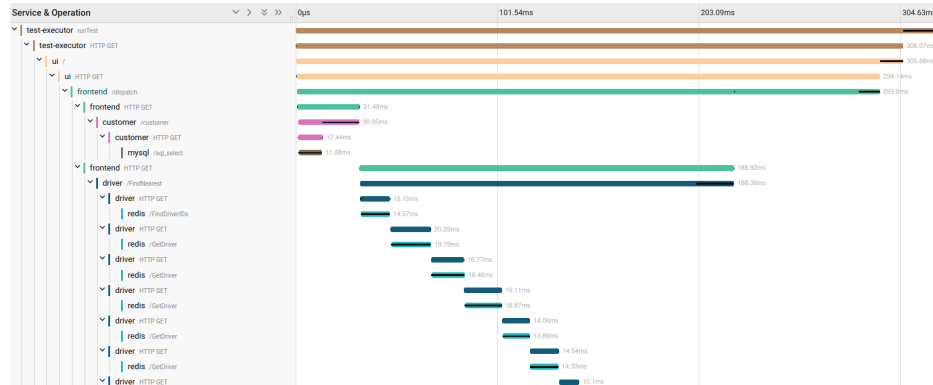 Service & Operation 0μs 101.54ms 203.09ms 304.63ms
test-executor runTest
test-executor HTTP GET 306.07ms
ui / 305.68ms
ui HTTP GET 294.14ms
frontend /dispatch 293.8ms
frontend HTTP GET 31.48ms
customer /customer 30.95ms
customer HTTP GET 12.44ms
mysql /sql_select 11.88ms
frontend HTTP GET 188.92ms
driver /FindNearest 188.36ms
driver HTTP GET 15.15ms
redis /FindDriverIDs 14.57ms
driver HTTP GET 20.29ms
redis /GetDriver 19.79ms
driver HTTP GET 16.77ms
redis /GetDriver 16.46ms
driver HTTP GET 19.11ms
redis /GetDriver 18.87ms
driver HTTP GET 14.06ms
redis /GetDriver 13.89ms
driver HTTP GET 14.54ms
redis /GetDriver 14.33ms
driver HTTP GET 10.1ms